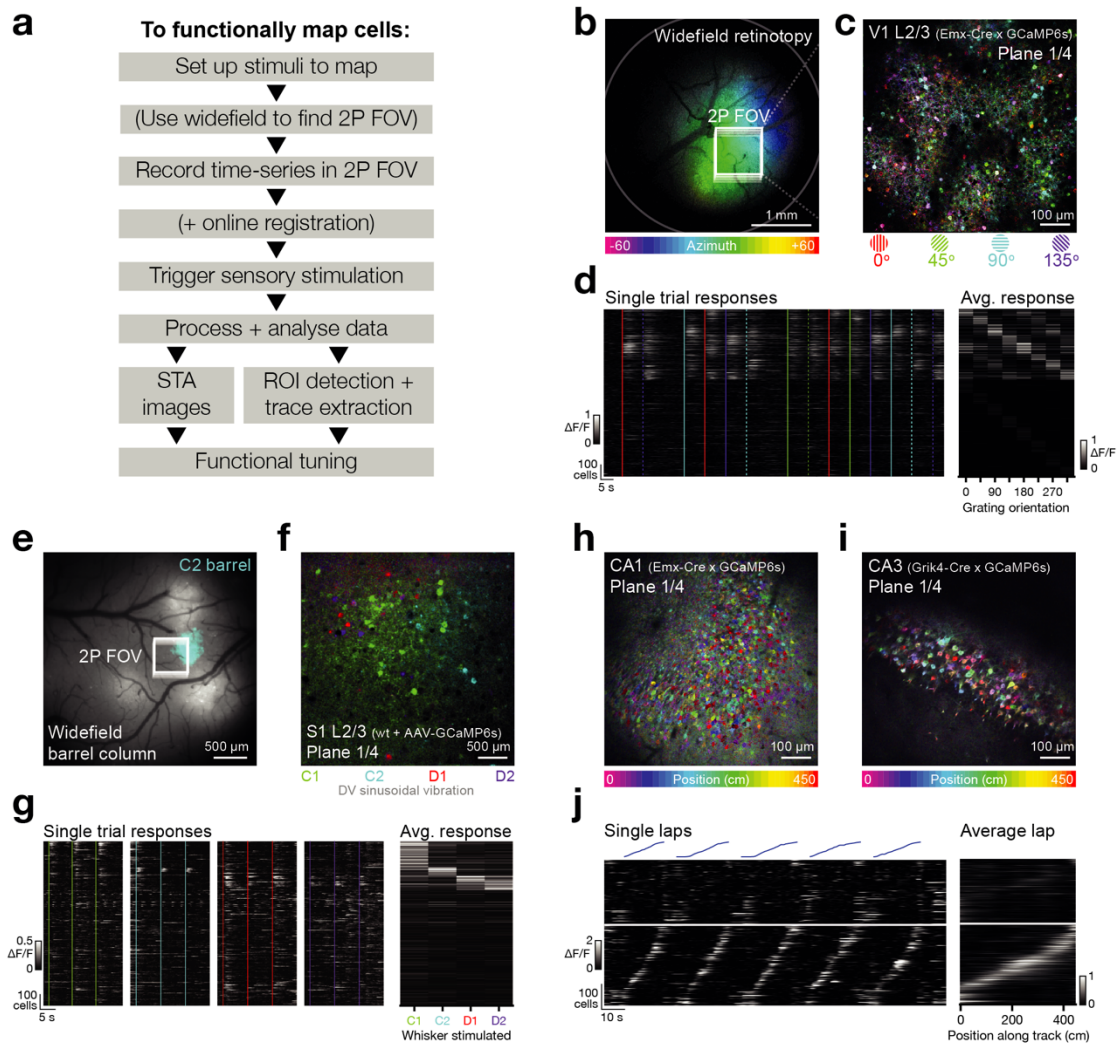 a
To functionally map cells:
Set up stimuli to map
(Use widefield to find 2P FOV)
Record time-series in 2P FOV
(+ online registration)
Trigger sensory stimulation
Process + analyse data
STA
images
ROI detection +
trace extraction
Functional tuning
b
Widefield retinotopy
2P FOV
1 mm
-60 Azimuth +60
c
V1 L2/3 (Emx-Cre x GCaMP6s)
Plane 1/4
100 µm
0° 45° 90° 135°
d
Single trial responses
1
ΔF/F
0
100
cells
5 s
Avg. response
1
ΔF/F
0
0 90 180 270
Grating orientation
e
C2 barrel
2P FOV
Widefield
barrel column
500 µm
f
S1 L2/3 (wt + AAV-GCaMP6s)
Plane 1/4
500 µm
C1 C2 D1 D2
DV sinusoidal vibration
g
Single trial responses
0.5
ΔF/F
0
100
cells
5 s
Avg. response
C1 C2 D1 D2
Whisker stimulated
h
CA1 (Emx-Cre x GCaMP6s)
Plane 1/4
100 µm
0 Position (cm) 450
i
CA3 (Grik4-Cre x GCaMP6s)
Plane 1/4
100 µm
0 Position (cm) 450
j
Single laps
2
ΔF/F
0
100
cells
10 s
Average lap
1
0
0 200 400
Position along track (cm)